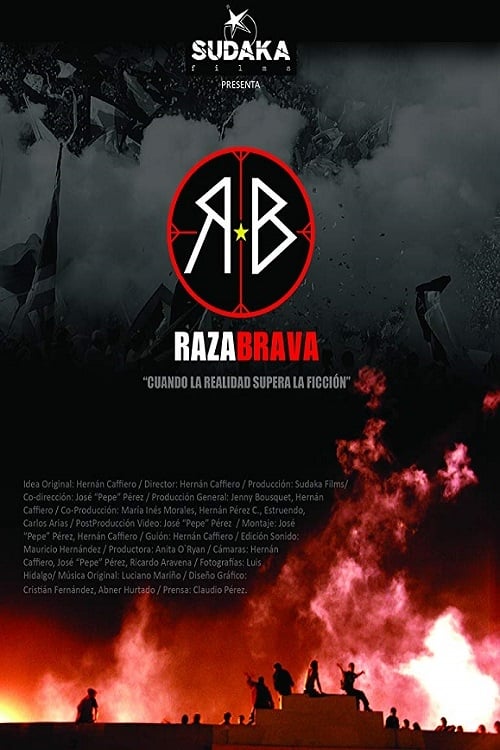 SUDAKA
films
PRESENTA
RB
RAZABRAVA
“CUANDO LA REALIDAD SUPERA LA FICCIÓN”
Idea Original: Hernán Caffiero / Director: Hernán Caffiero / Producción: Sudaka Films/
Co-dirección: José “Pepe” Pérez / Producción General: Jenny Bousquet, Hernán
Caffiero / Co-Producción: María Inés Morales, Hernán Pérez C., Estruendo,
Carlos Arias / PostProducción Video: José “Pepe” Pérez / Montaje: José
“Pepe” Pérez, Hernán Caffiero / Guión: Hernán Caffiero / Edición Sonido:
Mauricio Hernández / Productora: Anita O`Ryan / Cámaras: Hernán
Caffiero, José “Pepe” Pérez, Ricardo Aravena / Fotografías: Luis
Hidalgo/ Música Original: Luciano Mariño / Diseño Gráfico:
Cristián Fernández, Abner Hurtado / Prensa: Claudio Pérez.